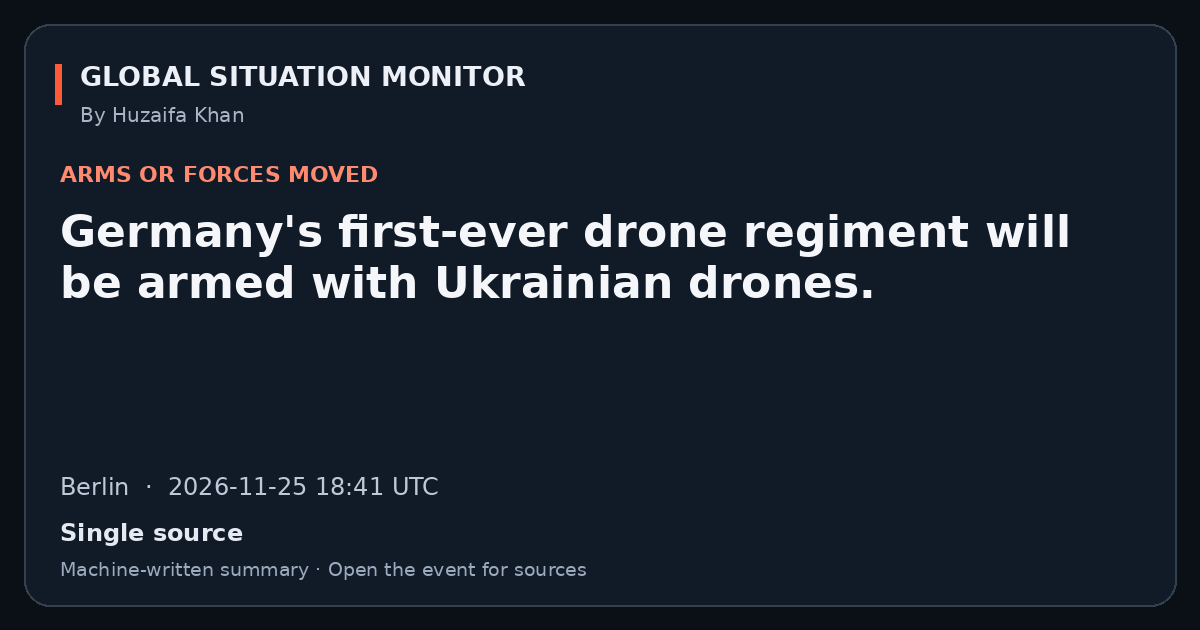 GLOBAL SITUATION MONITOR
By Huzaifa Khan
ARMS OR FORCES MOVED
Germany's first-ever drone regiment will
be armed with Ukrainian drones.
Berlin · 2026-11-25 18:41 UTC
Single source
Machine-written summary · Open the event for sources